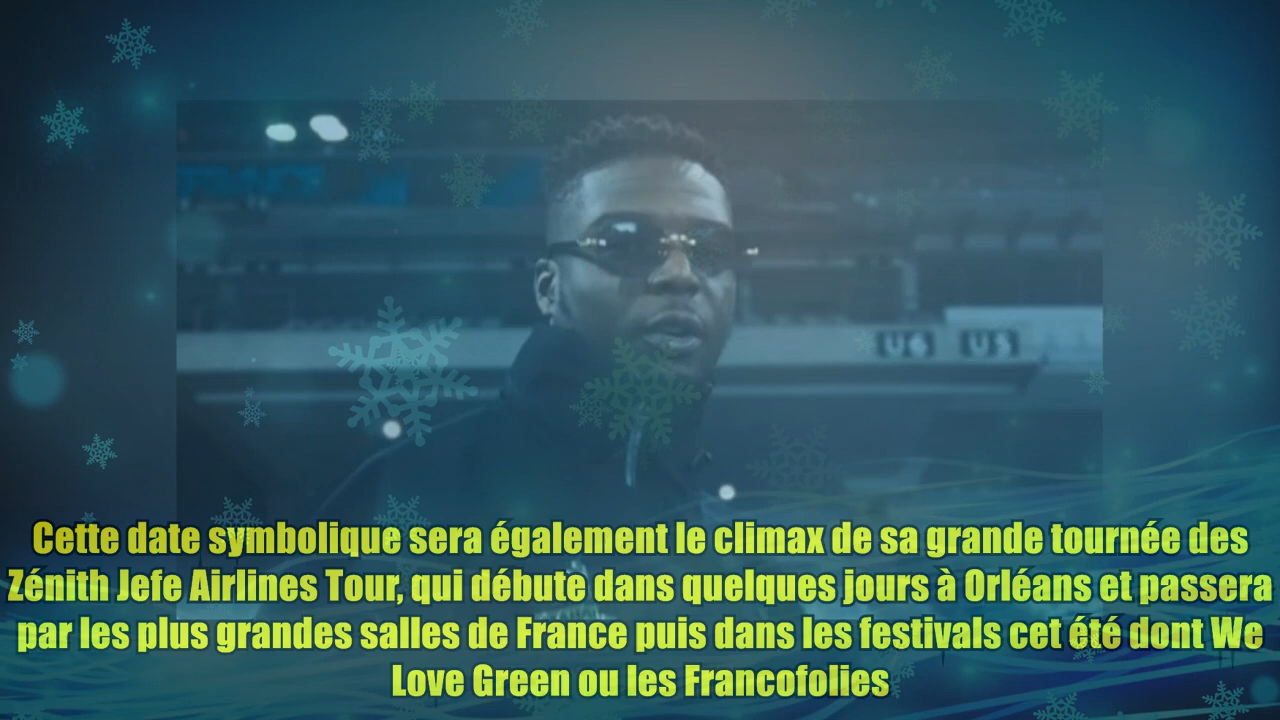 U6 U5
Cette date symbolique sera également le climax de sa grande tournée des
Zénith Jefe Airlines Tour, qui débute dans quelques jours à Orléans et passera
par les plus grandes salles de France puis dans les festivals cet été dont We
Love Green ou les Francofolies